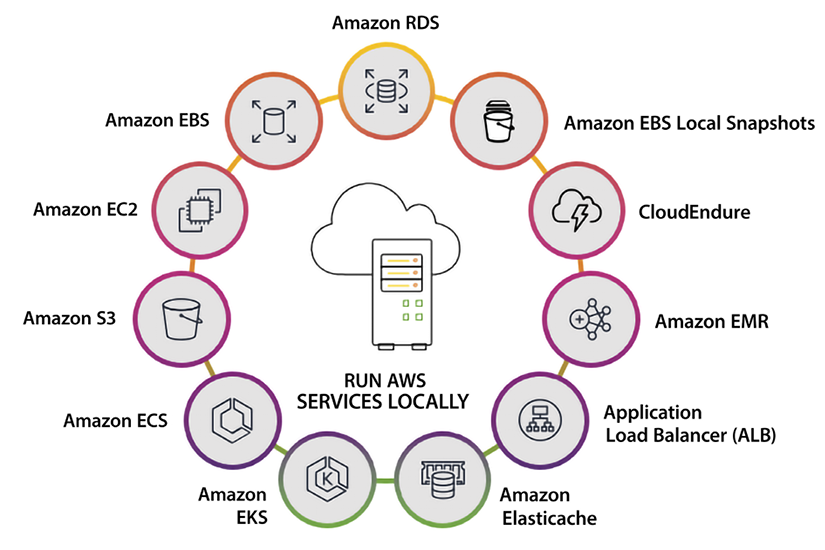 Amazon RDS
Amazon EBS
Amazon EBS Local Snapshots
Amazon EC2
CloudEndure
Amazon S3
Amazon EMR
RUN AWS
SERVICES LOCALLY
Amazon ECS
Application
Load Balancer (ALB)
K
Amazon
EKS
Amazon
Elasticache